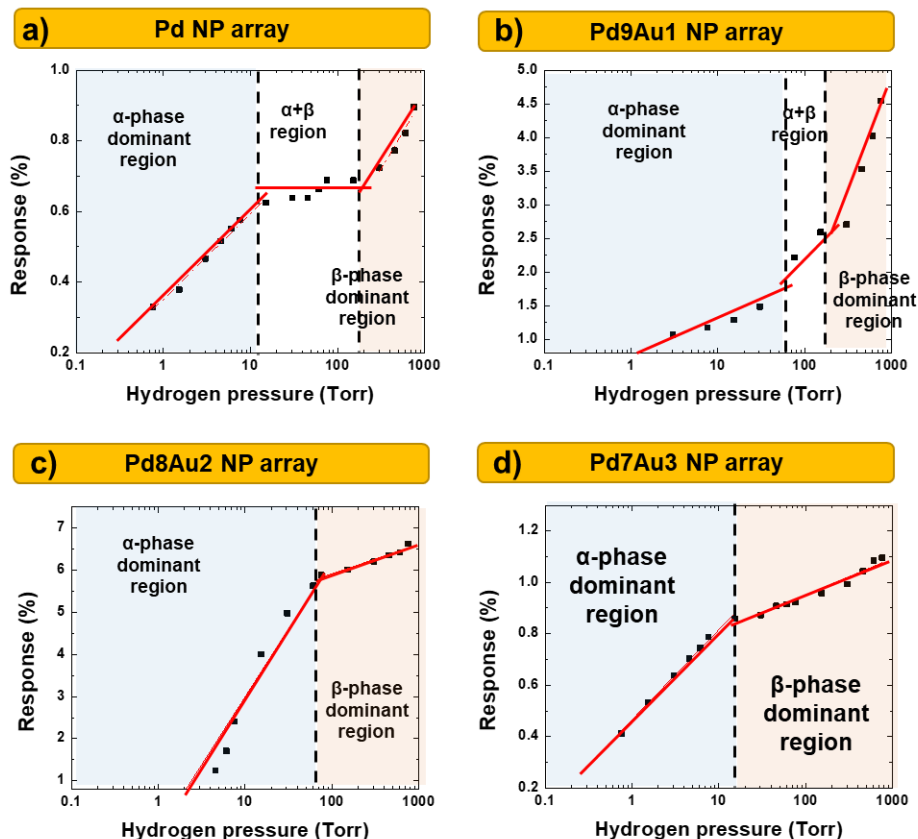 a) Pd NP array
1.0
0.8
0.6
0.4
0.2
Response (%)
α-phase
dominant
region
α+β
region
β-phase
dominant
region
0.1 1 10 100 1000
Hydrogen pressure (Torr)
b) Pd9Au1 NP array
5.0
4.5
4.0
3.5
3.0
2.5
2.0
1.5
1.0
Response (%)
α-phase
dominant
region
α+β
region
β-phase
dominant
region
0.1 1 10 100 1000
Hydrogen pressure (Torr)
c) Pd8Au2 NP array
7
6
5
4
3
2
1
Response (%)
α-phase
dominant
region
β-phase
dominant
region
0.1 1 10 100 1000
Hydrogen pressure (Torr)
d) Pd7Au3 NP array
1.2
1.0
0.8
0.6
0.4
0.2
Response (%)
α-phase
dominant
region
β-phase
dominant
region
0.1 1 10 100 1000
Hydrogen pressure (Torr)